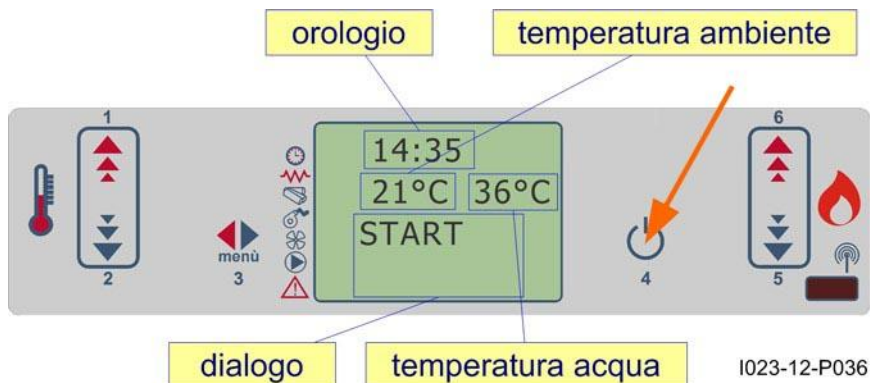 orologio temperatura ambiente
1 6
14:35
21°C 36°C
START
menù
3 4
2 5
dialogo temperatura acqua I023-12-P036